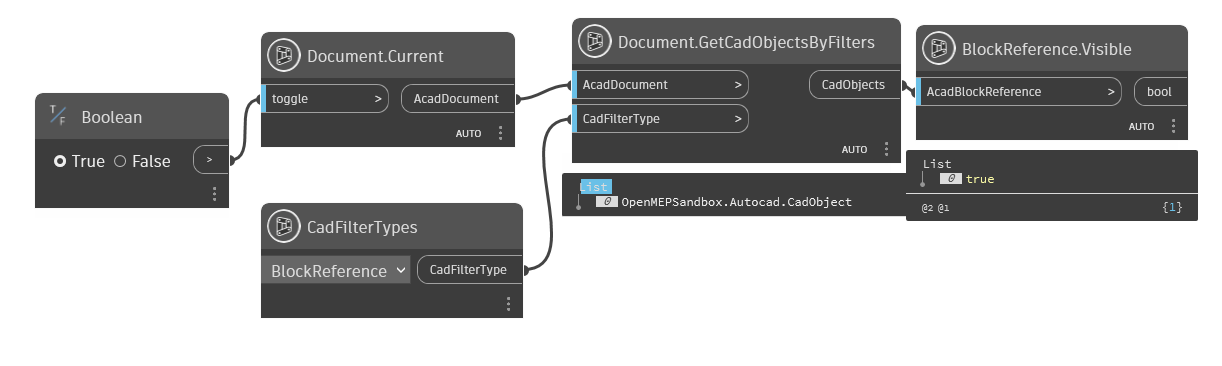 Boolean
True False >
Document.Current
toggle > AcadDocument
AUTO
CadFilterTypes
BlockReference CadFilterType
Document.GetCadObjectsByFilters
AcadDocument > CadObjects
CadFilterType >
AUTO
List
0 OpenMEPSandbox.Autocad.CadObject
BlockReference.Visible
AcadBlockReference > bool
AUTO
List
0 true
@2 @1 {1}